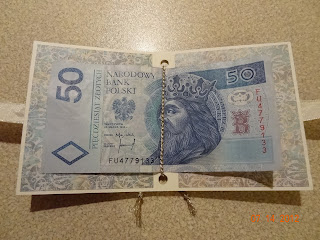 50
NARODOWY
BANK
POLSKI
50
PIĘĆDZIESIĄT ZŁOTYCH
FU4779133
FU4779133